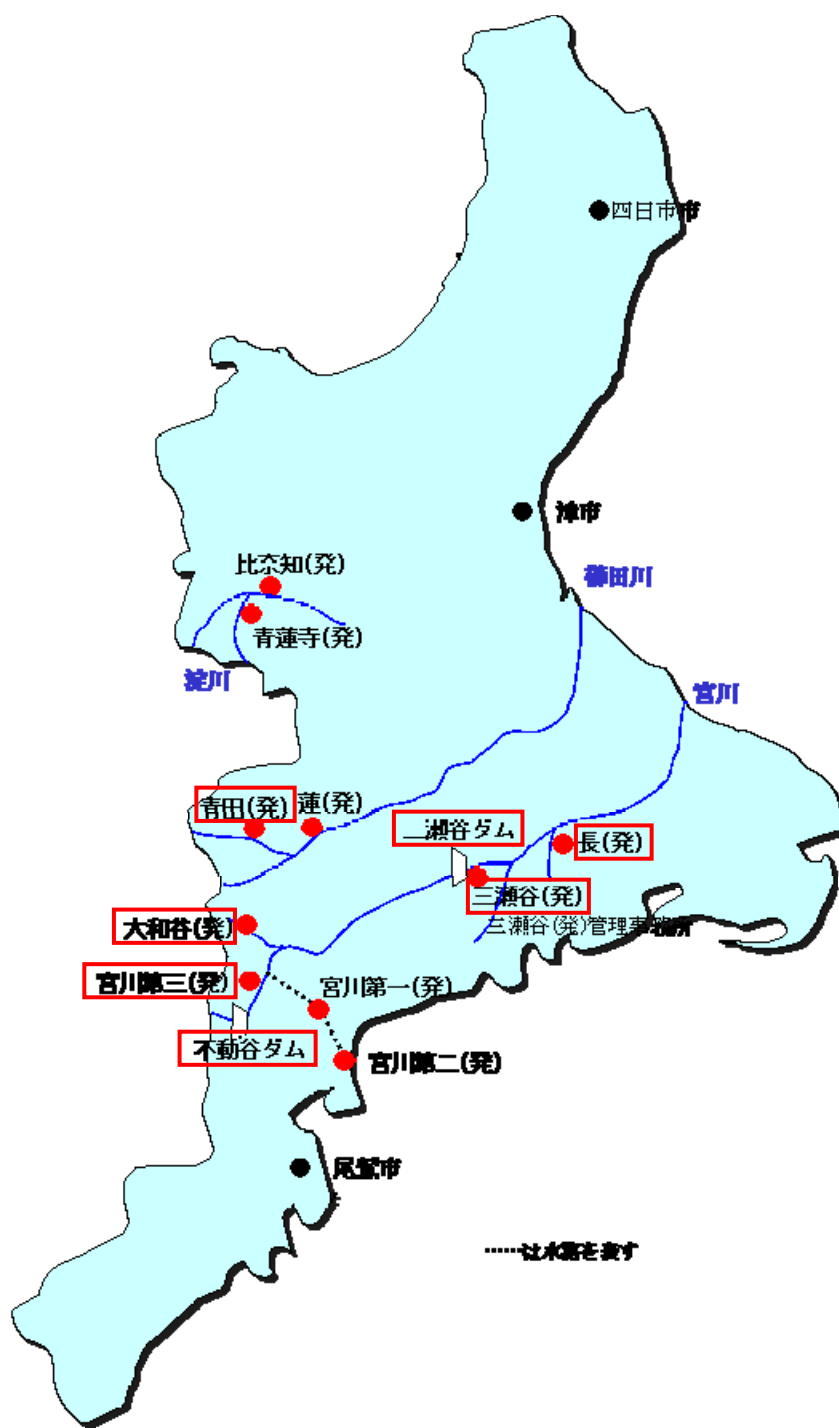 四日市市
津市
比奈知(発)
櫛田川
青蓮寺(発)
淀川
宮川
青田(発)
蓮(発)
三瀬谷ダム
長(発)
三瀬谷(発)
大和谷(発)
三瀬谷(発)管理事務所
宮川第三(発)
宮川第一(発)
不動谷ダム
宮川第二(発)
尾鷲市
……は水路を表す